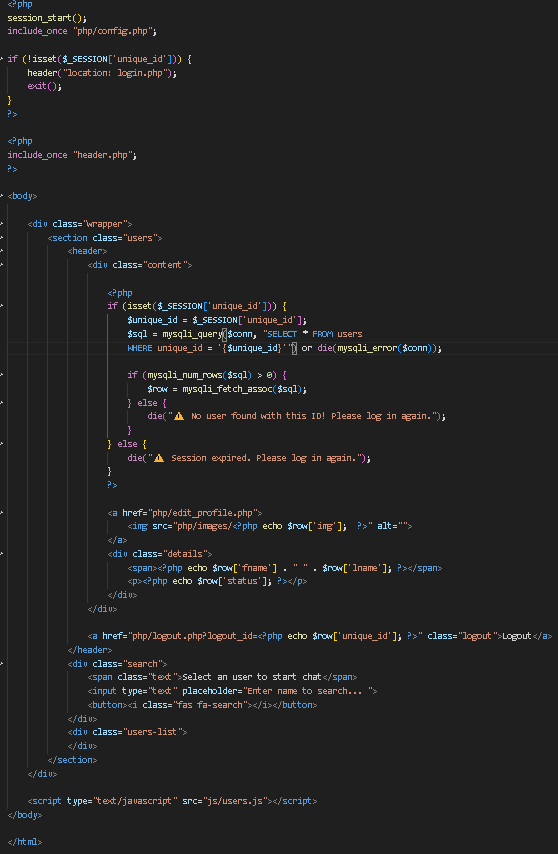 <?php
session_start();
include_once "php/config.php";
if (!isset($_SESSION['unique_id'])) {
header("location: login.php");
exit();
}
?>
<?php
include_once "header.php";
?>
<body>
<div class="wrapper">
<section class="users">
<header>
<div class="content">
<?php
if (isset($_SESSION['unique_id'])) {
$unique_id = $_SESSION['unique_id'];
$sql = mysqli_query($conn, "SELECT * FROM users
WHERE unique_id = '{$unique_id}'") or die(mysqli_error($conn));
if (mysqli_num_rows($sql) > 0) {
$row = mysqli_fetch_assoc($sql);
} else {
die("⚠️ No user found with this ID! Please log in again.");
}
} else {
die("⚠️ Session expired. Please log in again.");
}
?>
<a href="php/edit_profile.php">
<img src="php/images/<?php echo $row['img'];  ?>" alt="">
</a>
<div class="details">
<span><?php echo $row['fname'] . " " . $row['lname']; ?></span>
<p><?php echo $row['status']; ?></p>
</div>
</div>
<a href="php/logout.php?logout_id=<?php echo $row['unique_id']; ?>" class="logout">Logout</a>
</header>
<div class="search">
<span class="text">Select an user to start chat</span>
<input type="text" placeholder="Enter name to search... ">
<button><i class="fas fa-search"></i></button>
</div>
<div class="users-list">
</div>
</section>
</div>
<script type="text/javascript" src="js/users.js"></script>
</body>
</html>